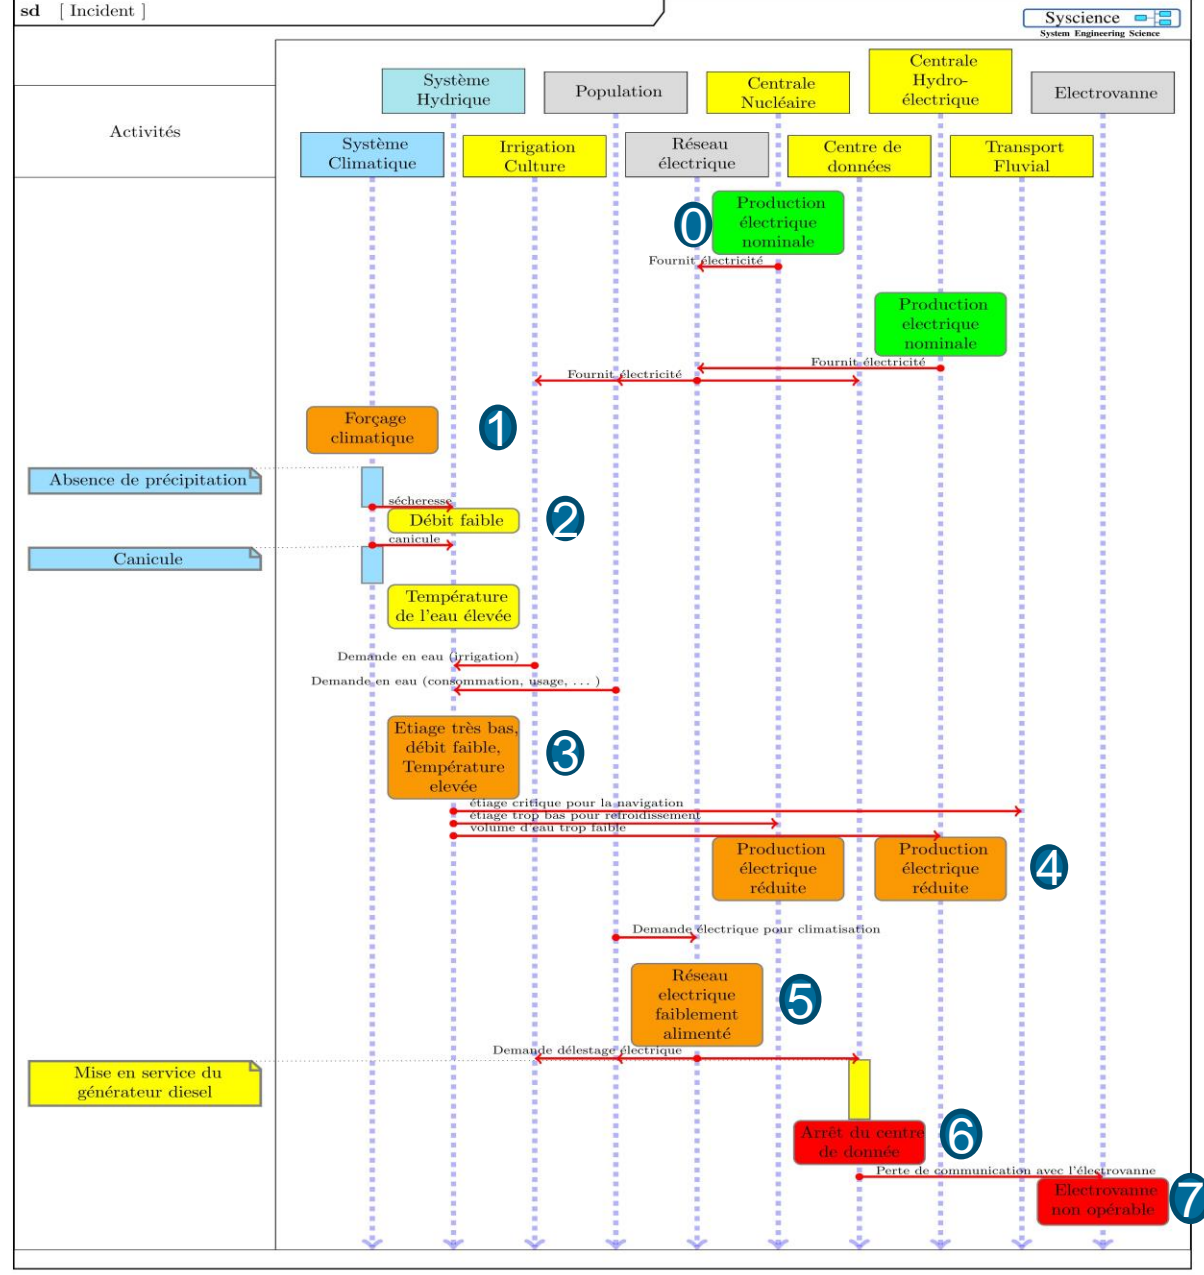 sd [ Incident ]
Syscience
System Engineering Science
Centrale
Hydro-
électrique
Système
Hydrique
Population
Centrale
Nucléaire
Electrovanne
Activités
Système
Climatique
Irrigation
Culture
Réseau
électrique
Centre de
données
Transport
Fluvial
Production
électrique
nominale
0
Fournit électricité
Production
electrique
nominale
Fournit électricité
Fournit électricité
Forçage
climatique
1
Absence de précipitation
sécheresse
Débit faible
2
canicule
Canicule
Température
de l'eau élevée
Demande en eau (irrigation)
Demande en eau (consommation, usage, ... )
Etiage très bas,
débit faible,
Température
elevée
3
étiage critique pour la navigation
étiage trop bas pour refroidissement
volume d'eau trop faible
Production
électrique
réduite
Production
électrique
réduite
4
Demande électrique pour climatisation
Réseau
electrique
faiblement
alimenté
5
Demande délestage électrique
Mise en service du
générateur diesel
Arrêt du centre
de donnée
6
Perte de communication avec l'électrovanne
Electrovanne
non opérable
7